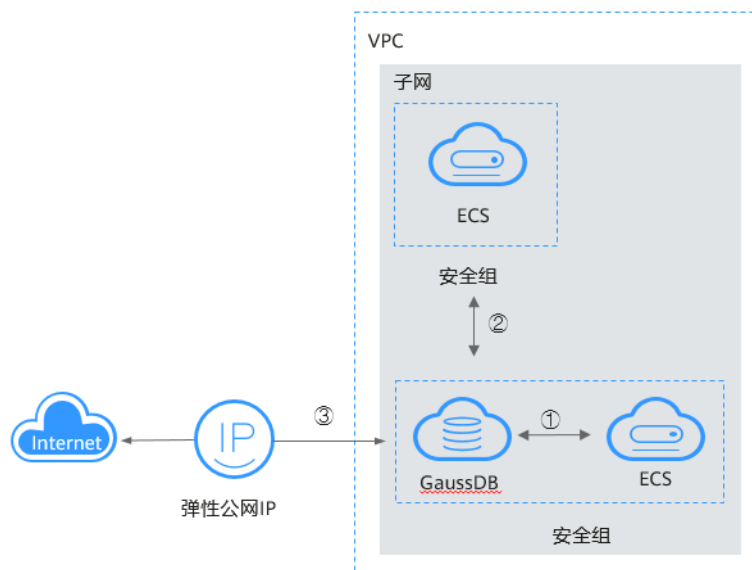 VPC
子网
ECS
安全组
②
③
①
Internet
IP
GaussDB
ECS
弹性公网IP
安全组